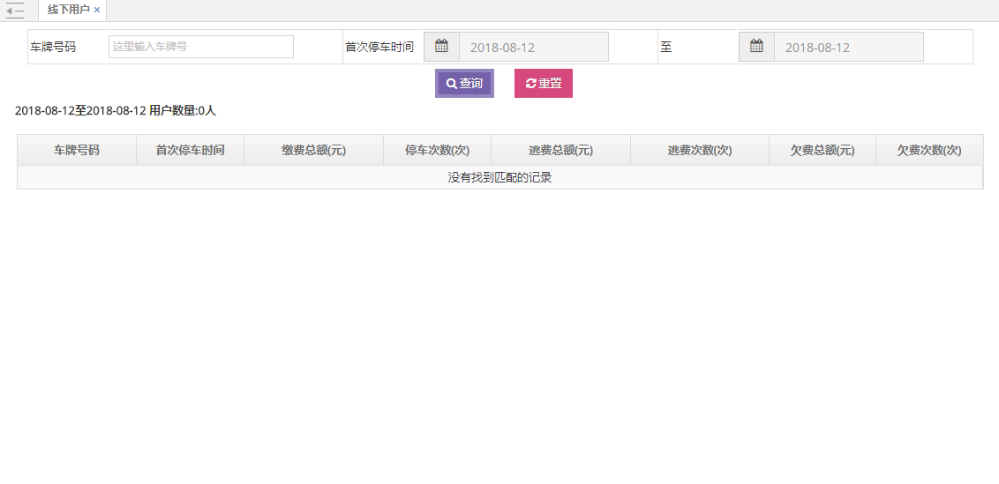 线下用户 ×
车牌号码 这里输入车牌号 首次停车时间 2018-08-12 至 2018-08-12
查询 重置
2018-08-12至2018-08-12 用户数量:0人
车牌号码 首次停车时间 缴费总额(元) 停车次数(次) 逃费总额(元) 逃费次数(次) 欠费总额(元) 欠费次数(次)
没有找到匹配的记录